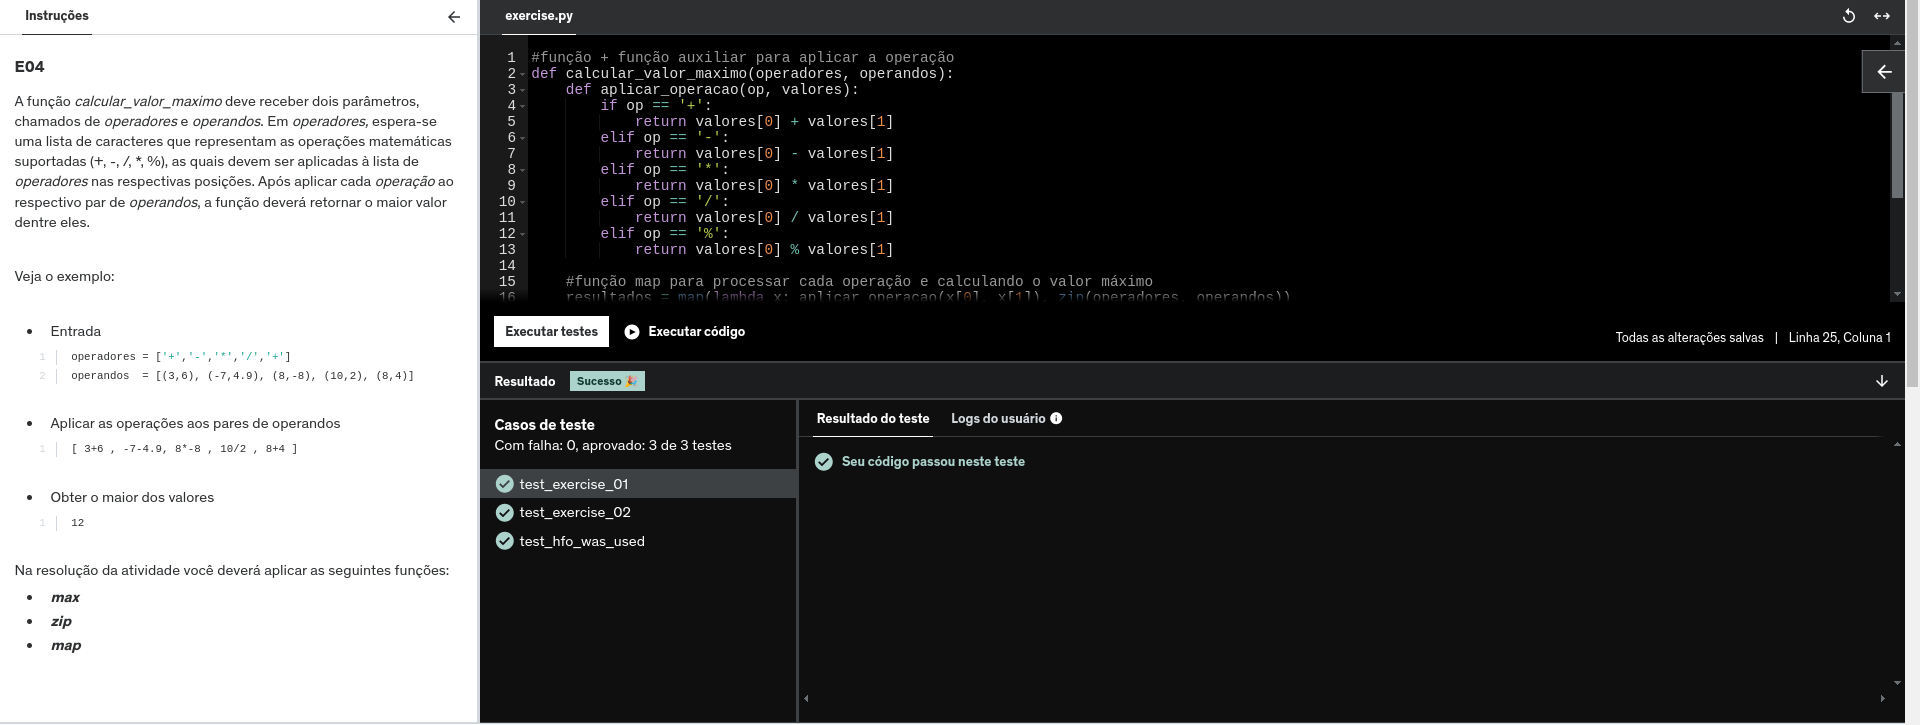 Instruções
E04
A função calcular_valor_maximo deve receber dois parâmetros,
chamados de operadores e operandos. Em operadores, espera-se
uma lista de caracteres que representam as operações matemáticas
suportadas (+, -, /, *, %), as quais devem ser aplicadas à lista de
operadores nas respectivas posições. Após aplicar cada operação ao
respectivo par de operandos, a função deverá retornar o maior valor
dentre eles.
Veja o exemplo:
Entrada
1 operadores = ['+','-','*','/','+']
2 operandos  = [(3,6), (-7,4.9), (8,-8), (10,2), (8,4)]
Aplicar as operações aos pares de operandos
1 [ 3+6 , -7-4.9, 8*-8 , 10/2 , 8+4 ]
Obter o maior dos valores
1 12
Na resolução da atividade você deverá aplicar as seguintes funções:
max
zip
map
exercise.py
1 #função + função auxiliar para aplicar a operação
2 def calcular_valor_maximo(operadores, operandos):
3     def aplicar_operacao(op, valores):
4         if op == '+':
5             return valores[0] + valores[1]
6         elif op == '-':
7             return valores[0] - valores[1]
8         elif op == '*':
9             return valores[0] * valores[1]
10         elif op == '/':
11             return valores[0] / valores[1]
12         elif op == '%':
13             return valores[0] % valores[1]
14
15     #função map para processar cada operação e calculando o valor máximo
16     resultados = map(lambda x: aplicar_operacao(x[0], x[1]), zip(operadores, operandos))
Executar testes
Executar código
Todas as alterações salvas | Linha 25, Coluna 1
Resultado
Sucesso 🎉
Casos de teste
Com falha: 0, aprovado: 3 de 3 testes
test_exercise_01
test_exercise_02
test_hfo_was_used
Resultado do teste
Logs do usuário
Seu código passou neste teste